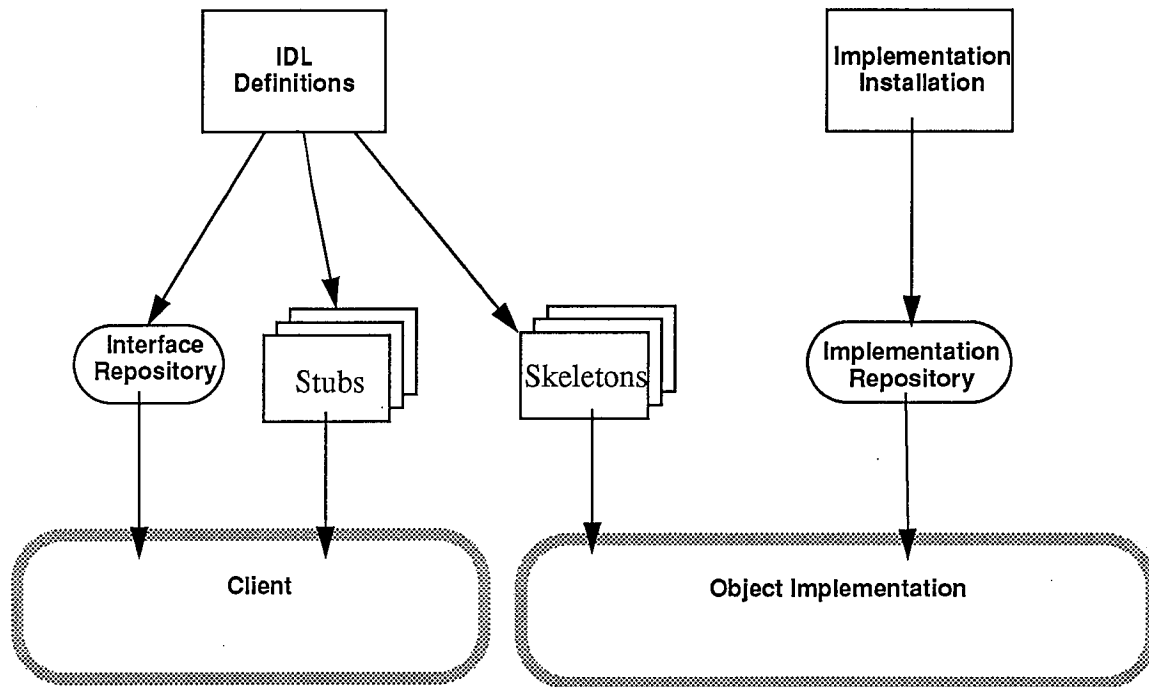 IDL
Definitions
Implementation
Installation
Interface
Repository
Stubs
Skeletons
Implementation
Repository
Client
Object Implementation